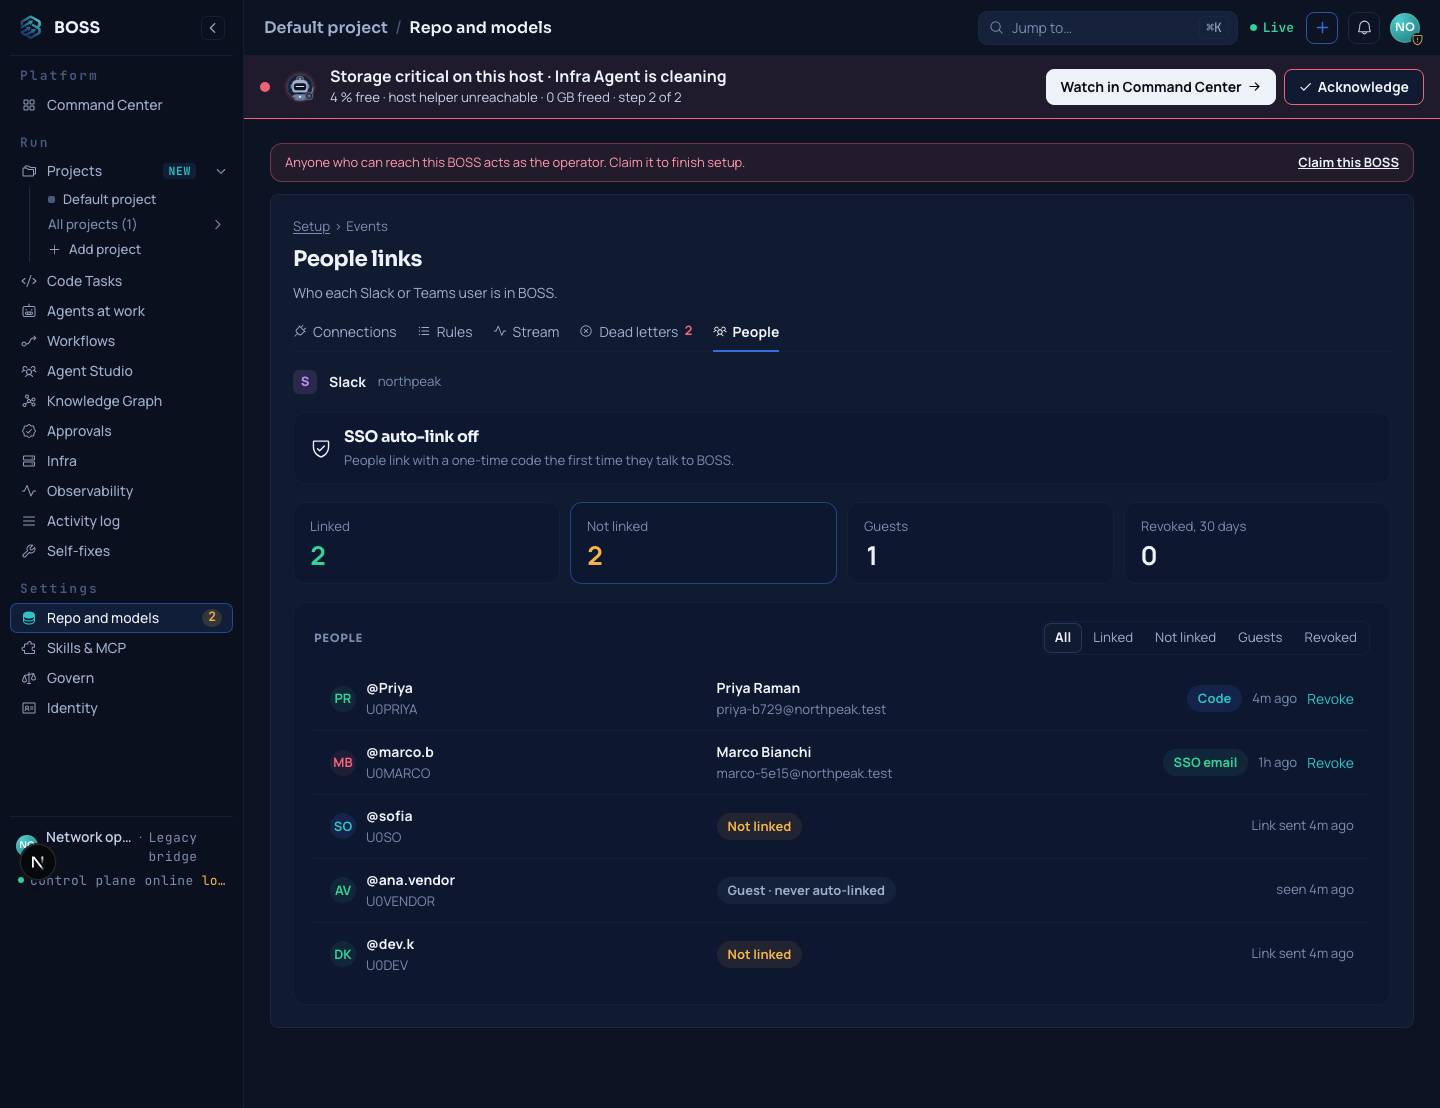 BOSS
Default project / Repo and models
Jump to...
⌘K
Live
NO
Platform
Command Center
Run
Projects NEW
Default project
All projects (1)
Add project
Code Tasks
Agents at work
Workflows
Agent Studio
Knowledge Graph
Approvals
Infra
Observability
Activity log
Self-fixes
Settings
Repo and models 2
Skills & MCP
Govern
Identity
Network op... · Legacy
bridge
control plane online lo...
Storage critical on this host · Infra Agent is cleaning
4 % free · host helper unreachable · 0 GB freed · step 2 of 2
Watch in Command Center →
Acknowledge
Anyone who can reach this BOSS acts as the operator. Claim it to finish setup.
Claim this BOSS
Setup > Events
People links
Who each Slack or Teams user is in BOSS.
Connections Rules Stream Dead letters 2 People
S Slack northpeak
SSO auto-link off
People link with a one-time code the first time they talk to BOSS.
Linked
2
Not linked
2
Guests
1
Revoked, 30 days
0
PEOPLE
All Linked Not linked Guests Revoked
PR @Priya
U0PRIYA
Priya Raman
priya-b729@northpeak.test
Code 4m ago Revoke
MB @marco.b
U0MARCO
Marco Bianchi
marco-5e15@northpeak.test
SSO email 1h ago Revoke
SO @sofia
U0SO
Not linked
Link sent 4m ago
AV @ana.vendor
U0VENDOR
Guest · never auto-linked
seen 4m ago
DK @dev.k
U0DEV
Not linked
Link sent 4m ago